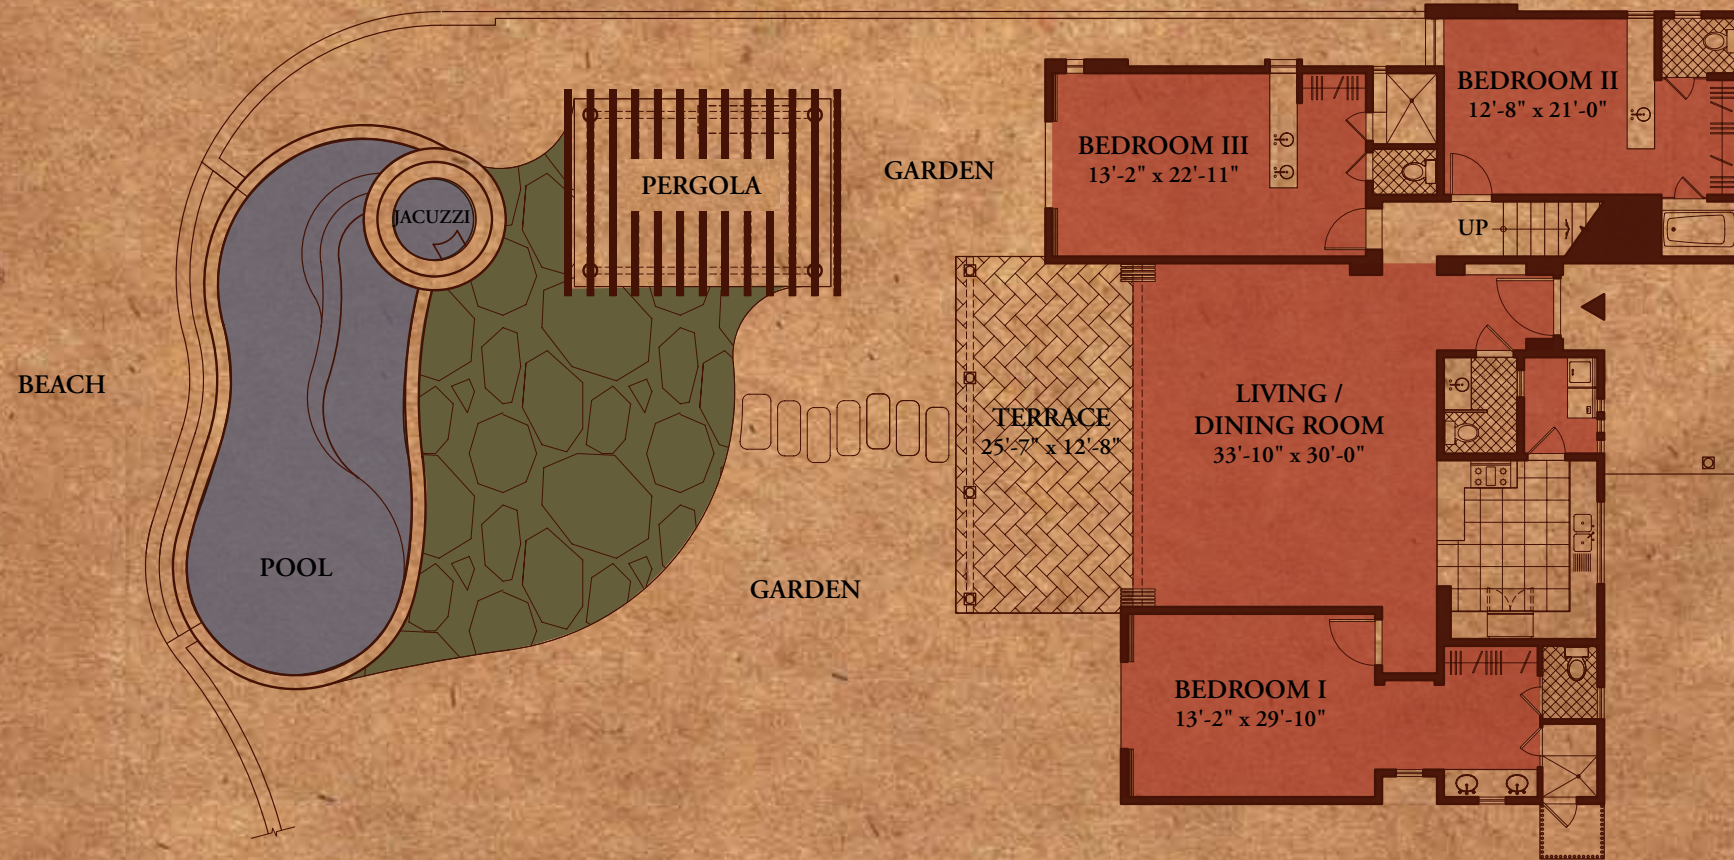 BEDROOM II
12'-8" x 21'-0"
BEDROOM III
13'-2" x 22'-11"
GARDEN
PERGOLA
JACUZZI
UP
BEACH
TERRACE
25'-7" x 12'-8"
LIVING /
DINING ROOM
33'-10" x 30'-0"
POOL
GARDEN
BEDROOM I
13'-2" x 29'-10"